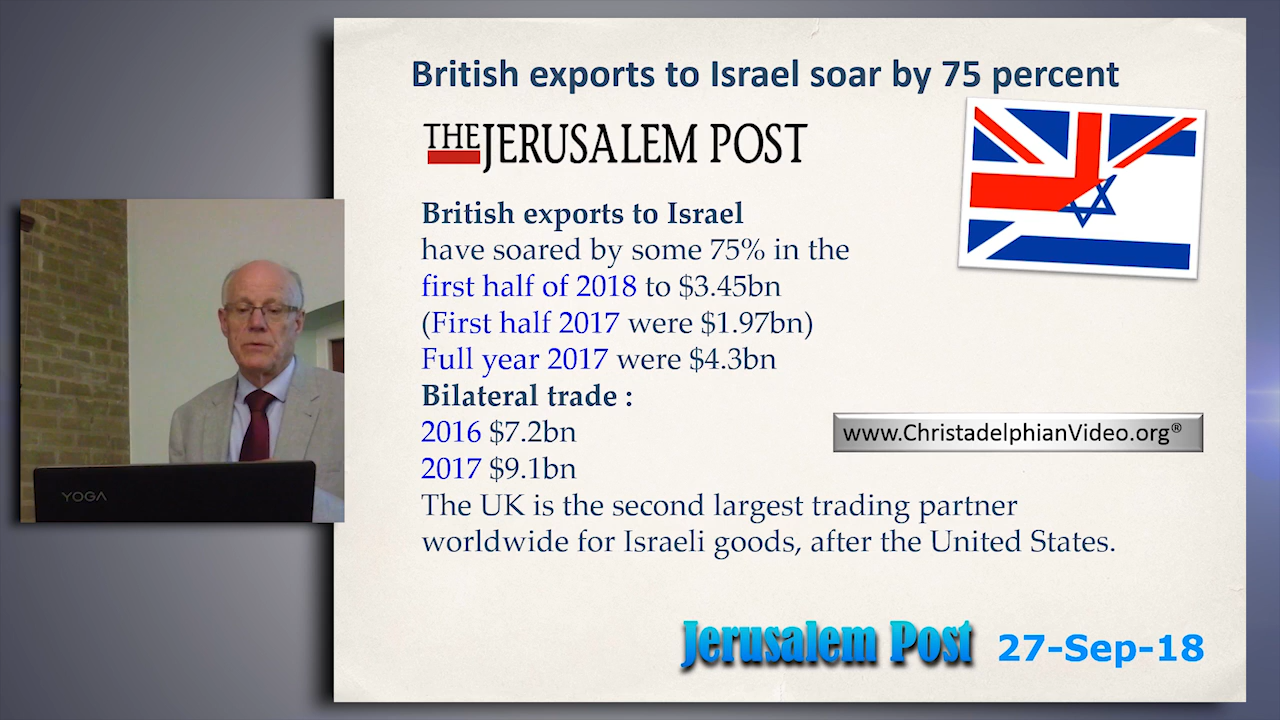 British exports to Israel soar by 75 percent
THE JERUSALEM POST
British exports to Israel
have soared by some 75% in the
first half of 2018 to $3.45bn
(First half 2017 were $1.97bn)
Full year 2017 were $4.3bn
Bilateral trade :
2016 $7.2bn
2017 $9.1bn
The UK is the second largest trading partner
worldwide for Israeli goods, after the United States.
www.ChristadelphianVideo.org®
Jerusalem Post 27-Sep-18
YOGA